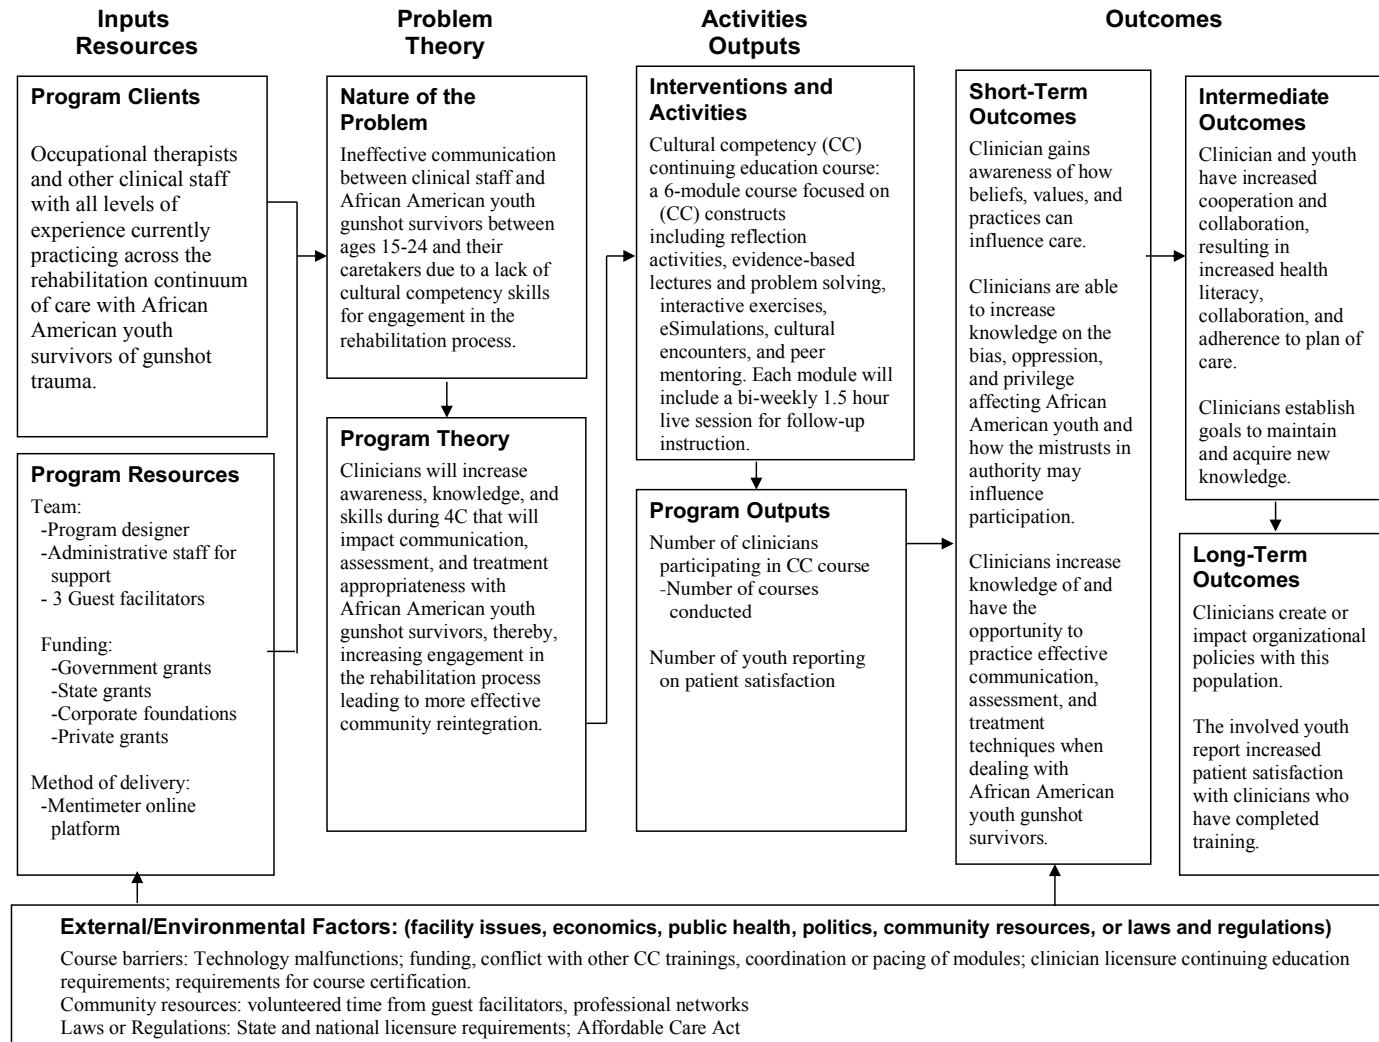 Inputs
Resources
Problem
Theory
Activities
Outputs
Outcomes
Program Clients
Occupational therapists
and other clinical staff
with all levels of
experience currently
practicing across the
rehabilitation continuum
of care with African
American youth
survivors of gunshot
trauma.
Program Resources
Team:
-Program designer
-Administrative staff for
support
- 3 Guest facilitators
Funding:
-Government grants
-State grants
-Corporate foundations
-Private grants
Method of delivery:
-Mentimeter online
platform
Nature of the
Problem
Ineffective communication
between clinical staff and
African American youth
gunshot survivors between
ages 15-24 and their
caretakers due to a lack of
cultural competency skills
for engagement in the
rehabilitation process.
Program Theory
Clinicians will increase
awareness, knowledge, and
skills during 4C that will
impact communication,
assessment, and treatment
appropriateness with
African American youth
gunshot survivors, thereby,
increasing engagement in
the rehabilitation process
leading to more effective
community reintegration.
Interventions and
Activities
Cultural competency (CC)
continuing education course:
a 6-module course focused on
(CC) constructs
including reflection
activities, evidence-based
lectures and problem solving,
interactive exercises,
eSimulations, cultural
encounters, and peer
mentoring. Each module will
include a bi-weekly 1.5 hour
live session for follow-up
instruction.
Program Outputs
Number of clinicians
participating in CC course
-Number of courses
conducted
Number of youth reporting
on patient satisfaction
Short-Term
Outcomes
Clinician gains
awareness of how
beliefs, values, and
practices can
influence care.
Clinicians are able
to increase
knowledge on the
bias, oppression,
and privilege
affecting African
American youth and
how the mistrusts in
authority may
influence
participation.
Clinicians increase
knowledge of and
have the
opportunity to
practice effective
communication,
assessment, and
treatment
techniques when
dealing with
African American
youth gunshot
survivors.
Intermediate
Outcomes
Clinician and youth
have increased
cooperation and
collaboration,
resulting in
increased health
literacy,
collaboration, and
adherence to plan of
care.
Clinicians establish
goals to maintain
and acquire new
knowledge.
Long-Term
Outcomes
Clinicians create or
impact organizational
policies with this
population.
The involved youth
report increased
patient satisfaction
with clinicians who
have completed
training.
External/Environmental Factors: (facility issues, economics, public health, politics, community resources, or laws and regulations)
Course barriers: Technology malfunctions; funding, conflict with other CC trainings, coordination or pacing of modules; clinician licensure continuing education
requirements; requirements for course certification.
Community resources: volunteered time from guest facilitators, professional networks
Laws or Regulations: State and national licensure requirements; Affordable Care Act